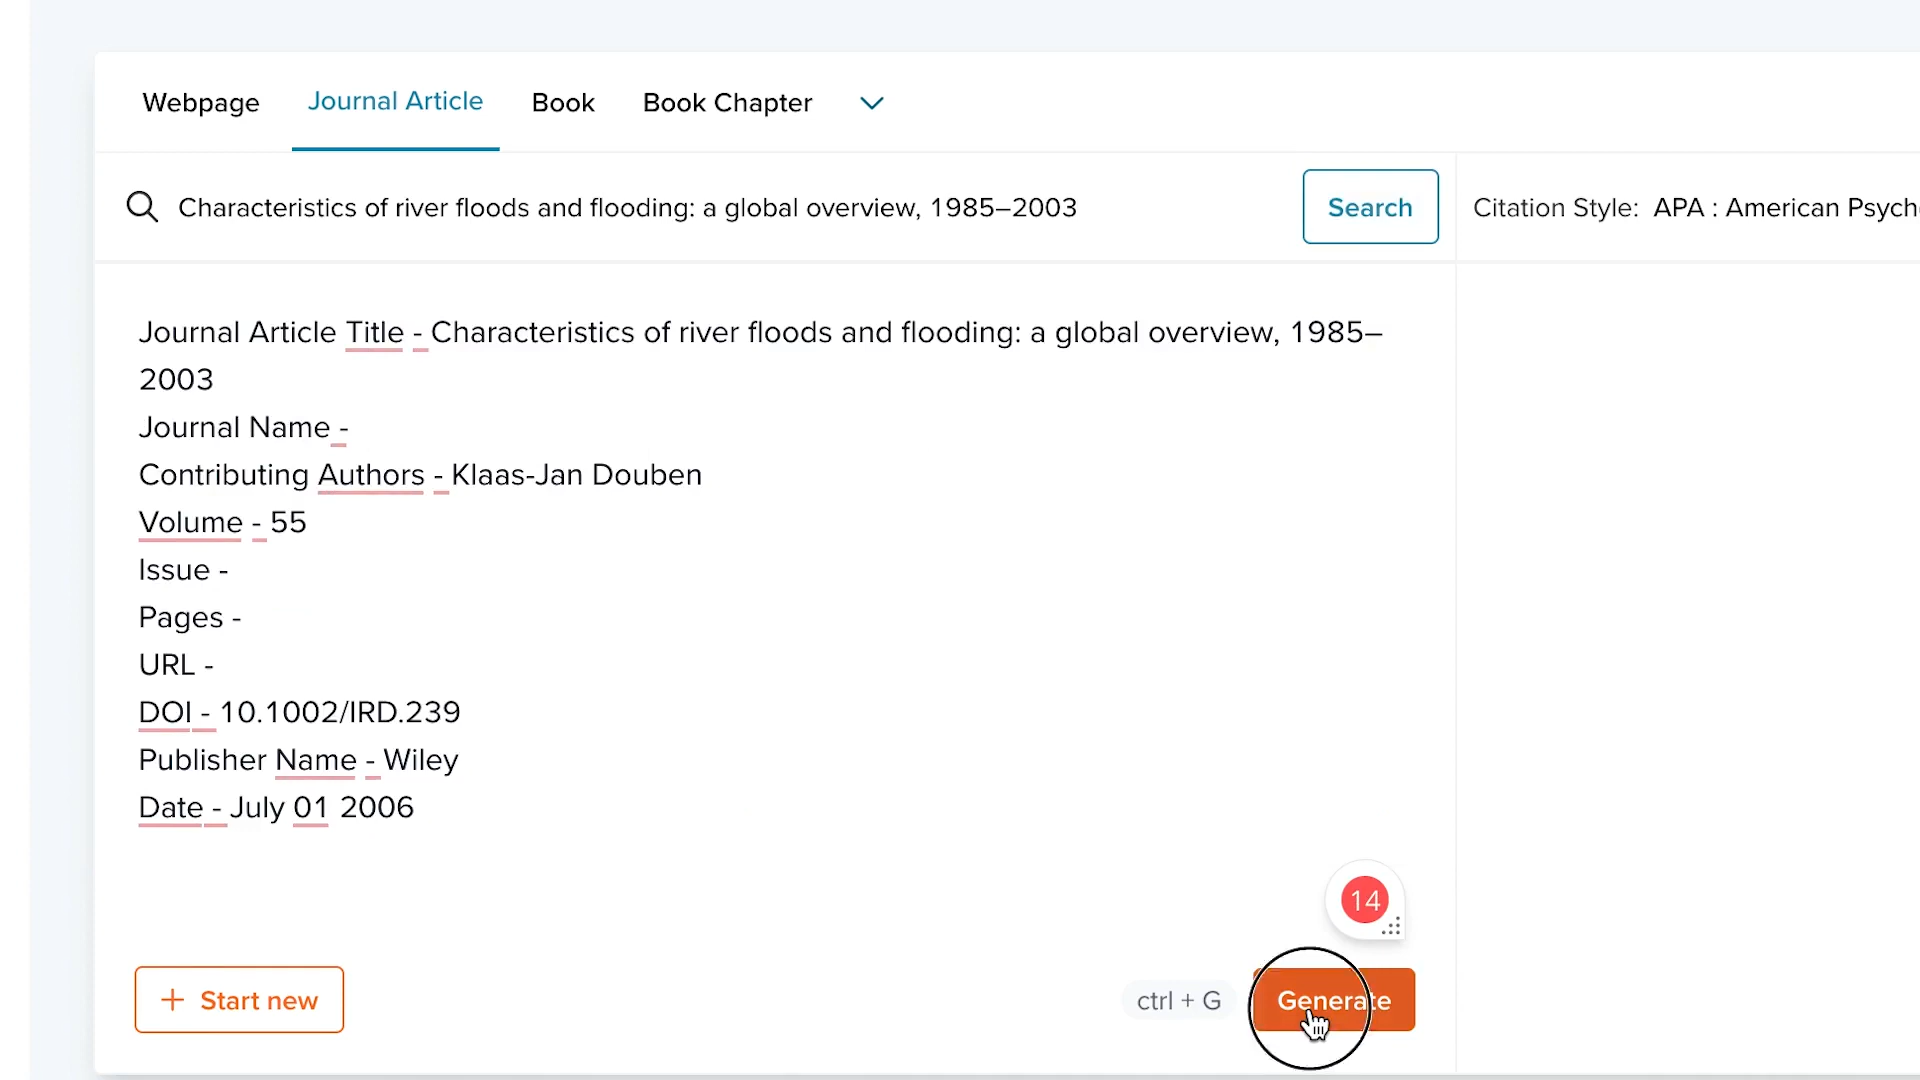 Webpage Journal Article Book Book Chapter
Characteristics of river floods and flooding: a global overview, 1985–2003 Search Citation Style: APA : American Psych
Journal Article Title - Characteristics of river floods and flooding: a global overview, 1985–
2003
Journal Name -
Contributing Authors - Klaas-Jan Douben
Volume - 55
Issue -
Pages -
URL -
DOI - 10.1002/IRD.239
Publisher Name - Wiley
Date - July 01 2006
14
+ Start new ctrl + G Generate